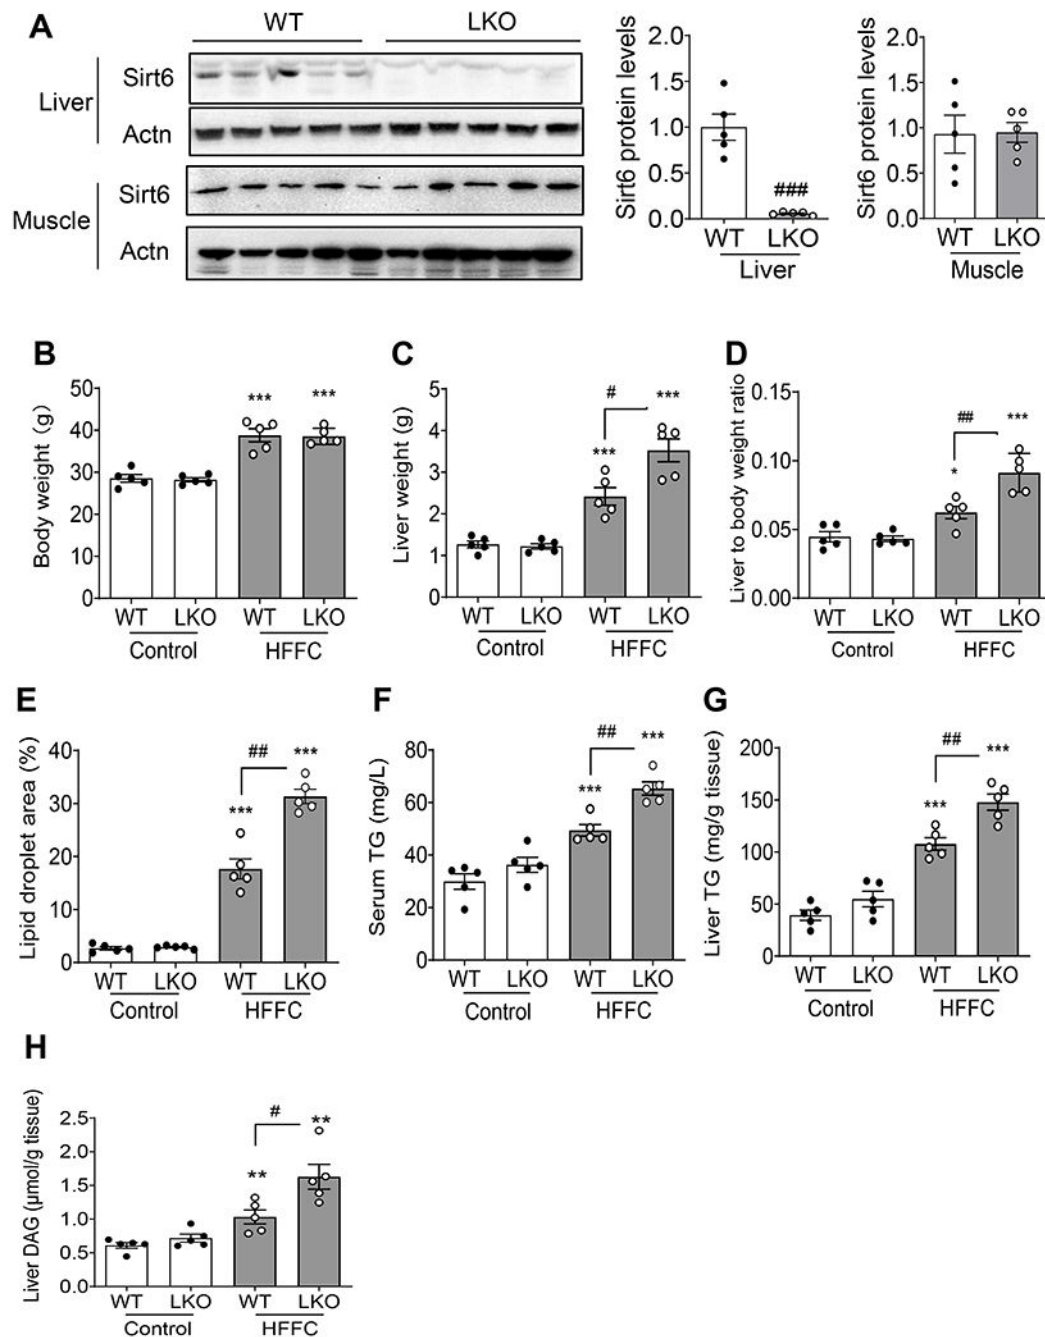 A
WT LKO
Liver
Sirt6
Actn
Muscle
Sirt6
Actn
Sirt6 protein levels
2.0
1.5
1.0
0.5
0.0
###
WT LKO
Liver
Sirt6 protein levels
2.0
1.5
1.0
0.5
0.0
WT LKO
Muscle
B
Body weight (g)
50
40
30
20
10
0
*** ***
WT LKO WT LKO
Control HFFC
C
Liver weight (g)
5
4
3
2
1
0
***
#
***
WT LKO WT LKO
Control HFFC
D
Liver to body weight ratio
0.15
0.10
0.05
0.00
*
##
***
WT LKO WT LKO
Control HFFC
E
Lipid droplet area (%)
40
30
20
10
0
***
##
***
WT LKO WT LKO
Control HFFC
F
Serum TG (mg/L)
80
60
40
20
0
***
##
***
WT LKO WT LKO
Control HFFC
G
Liver TG (mg/g tissue)
200
150
100
50
0
***
##
***
WT LKO WT LKO
Control HFFC
H
Liver DAG (μmol/g tissue)
2.5
2.0
1.5
1.0
0.5
0.0
**
#
**
WT LKO WT LKO
Control HFFC